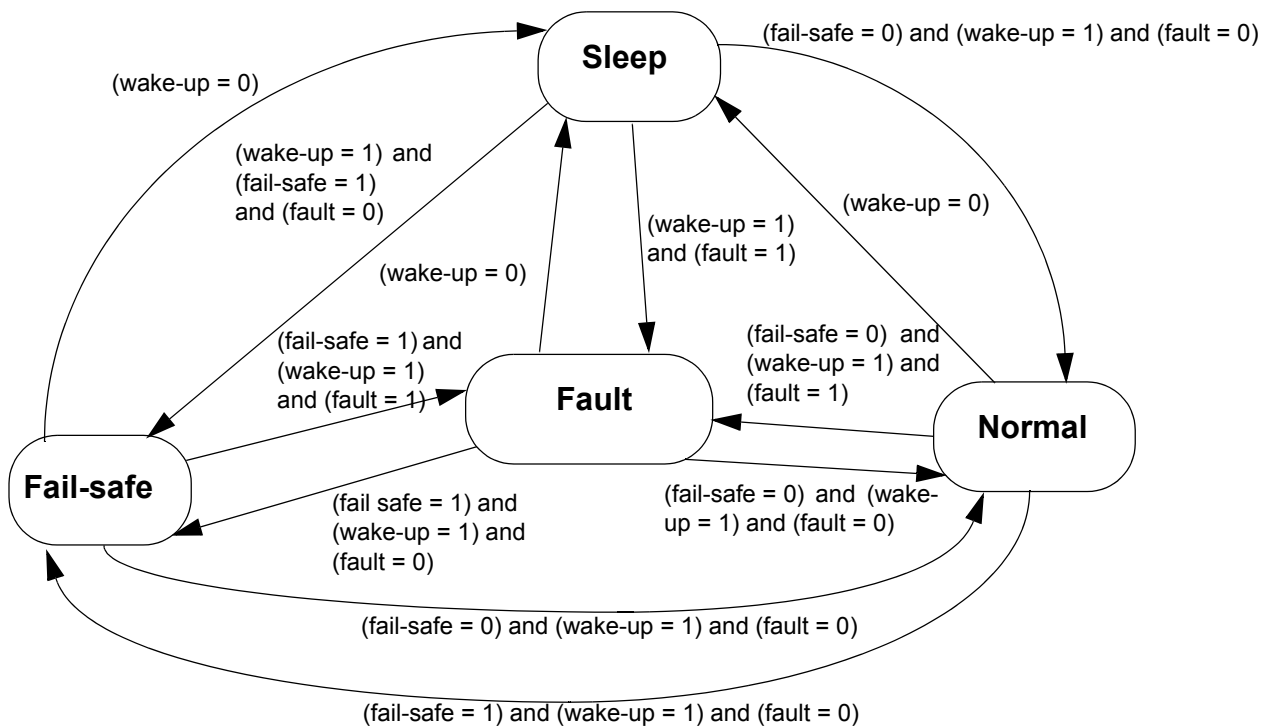 (fail-safe = 0) and (wake-up = 1) and (fault = 0)
Sleep
(wake-up = 0)
(wake-up = 1) and
(fail-safe = 1)
and (fault = 0)
(wake-up = 0)
(wake-up = 1)
and (fault = 1)
(wake-up = 0)
(fail-safe = 1) and
(wake-up = 1)
and (fault = 1)
(fail-safe = 0) and
(wake-up = 1) and
(fault = 1)
Fault
Normal
Fail-safe
(fail safe = 1) and
(wake-up = 1) and
(fault = 0)
(fail-safe = 0) and (wake-
up = 1) and (fault = 0)
(fail-safe = 0) and (wake-up = 1) and (fault = 0)
(fail-safe = 1) and (wake-up = 1) and (fault = 0)